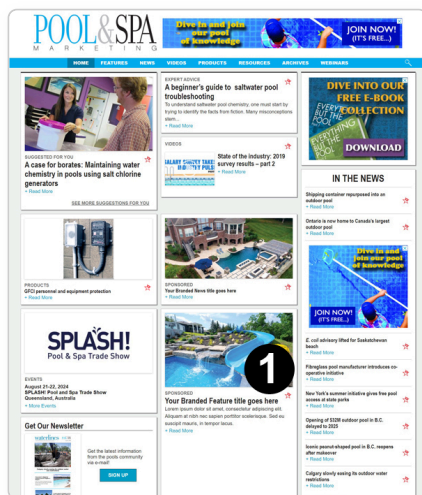 POOL&SPA
MARKETING
Dive in and join
our pool
of knowledge
JOIN NOW!
(IT'S FREE...)
HOME FEATURES NEWS VIDEOS PRODUCTS RESOURCES ARCHIVES WEBINARS
SUGGESTED FOR YOU
A case for borates: Maintaining water
chemistry in pools using salt chlorine
generators
+ Read More
SEE MORE SUGGESTIONS FOR YOU
PRODUCTS
GFCI personnel and equipment protection
+ Read More
SPLASH!
Pool & Spa Trade Show
EVENTS
August 21-22, 2024
SPLASH! Pool and Spa Trade Show
Queensland, Australia
+ More Events
Get Our Newsletter
Get the latest information
from the pools community
via e-mail!
SIGN UP
EXPERT ADVICE
A beginner's guide to saltwater pool
troubleshooting
To understand saltwater pool chemistry, one must start by
trying to identify the facts from fiction. Many misconceptions
stem...
+ Read More
VIDEOS
State of the industry: 2019
survey results – part 2
+ Read More
SPONSORED
Your Branded News title goes here
+ Read More
1
SPONSORED
Your Branded Feature title goes here
Lorem ipsum dolor sit amet, consectetur adipiscing elit.
Aliquam at nibh nec sapien porttitor scelerisque. Sed eu
suscipit mauris, in tempor lacus.
+ Read More
DIVE INTO OUR
FREE E-BOOK
COLLECTION
EVERYTHING
BUT THE
POOL
DOWNLOAD
IN THE NEWS
Shipping container repurposed into an
outdoor pool
+ Read More
Ontario is now home to Canada's largest
outdoor pool
+ Read More
Dive in and
join our pool
of knowledge
JOIN NOW!
(IT'S FREE...)
E. coli advisory lifted for Saskatchewan
beach
+ Read More
Fibreglass pool manufacturer introduces co-
operative initiative
+ Read More
New York's summer initiative gives free pool
access at state parks
+ Read More
Opening of $32M outdoor pool in B.C.
delayed to 2025
+ Read More
Iconic peanut-shaped pool in B.C. reopens
after makeover
+ Read More
Calgary slowly easing its outdoor water
restrictions
+ Read More